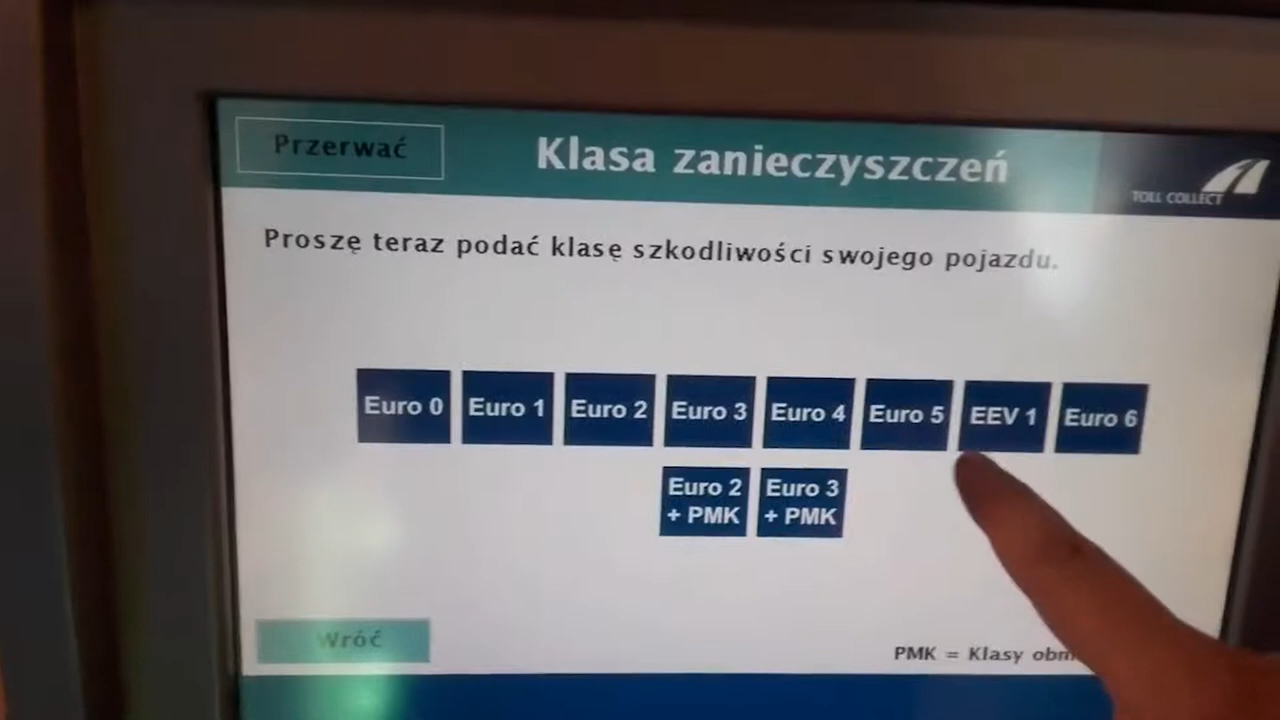 Przerwać
Klasa zanieczyszczeń
TOLL COLLECT
Proszę teraz podać klasę szkodliwości swojego pojazdu.
Euro 0 Euro 1 Euro 2 Euro 3 Euro 4 Euro 5 EEV 1 Euro 6
Euro 2 + PMK
Euro 3 + PMK
Wróć
PMK = Klasy